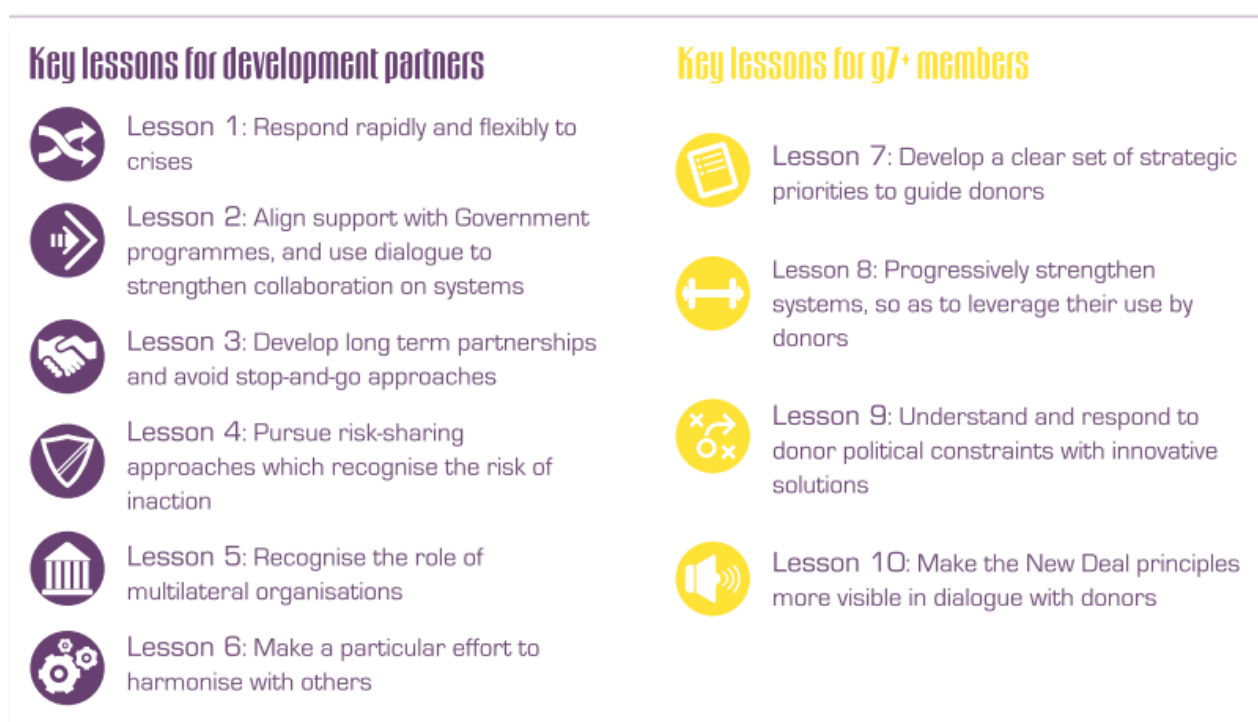 Key lessons for development partners
Lesson 1: Respond rapidly and flexibly to
crises
Lesson 2: Align support with Government
programmes, and use dialogue to
strengthen collaboration on systems
Lesson 3: Develop long term partnerships
and avoid stop-and-go approaches
Lesson 4: Pursue risk-sharing
approaches which recognise the risk of
inaction
Lesson 5: Recognise the role of
multilateral organisations
Lesson 6: Make a particular effort to
harmonise with others
Key lessons for g7+ members
Lesson 7: Develop a clear set of strategic
priorities to guide donors
Lesson 8: Progressively strengthen
systems, so as to leverage their use by
donors
Lesson 9: Understand and respond to
donor political constraints with innovative
solutions
Lesson 10: Make the New Deal principles
more visible in dialogue with donors